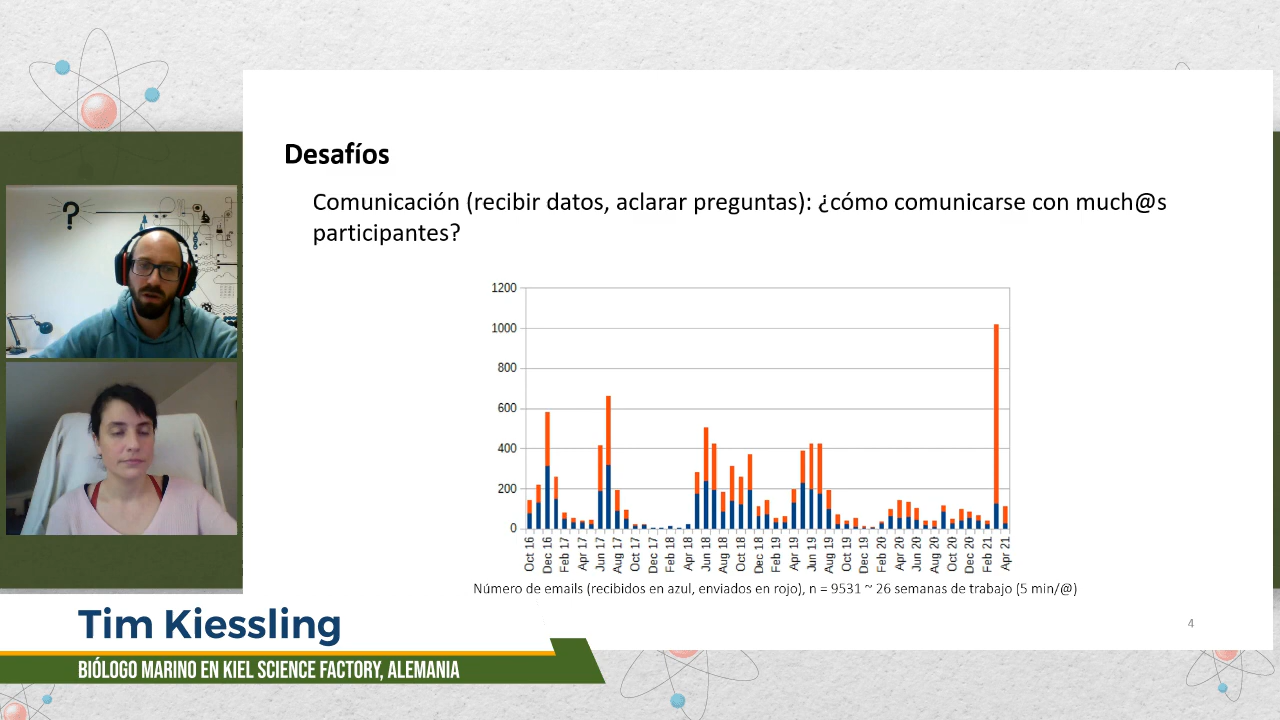 Desafíos
Comunicación (recibir datos, aclarar preguntas): ¿cómo comunicarse con much@s
participantes?
?
1200
1000
800
600
400
200
0
Oct 16
Dec 16
Feb 17
Apr 17
Jun 17
Aug 17
Oct 17
Dec 17
Feb 18
Apr 18
Jun 18
Aug 18
Oct 18
Dec 18
Feb 19
Apr 19
Jun 19
Aug 19
Oct 19
Dec 19
Feb 20
Apr 20
Jun 20
Aug 20
Oct 20
Dec 20
Feb 21
Apr 21
Número de emails (recibidos en azul, enviados en rojo), n = 9531 ~ 26 semanas de trabajo (5 min/@)
4
Tim Kiessling
BIÓLOGO MARINO EN KIEL SCIENCE FACTORY, ALEMANIA